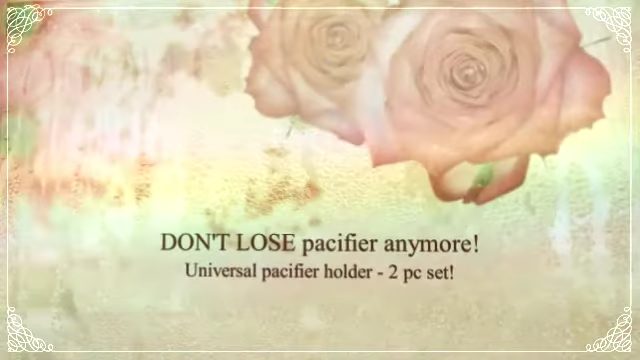 DON'T LOSE pacifier anymore!
Universal pacifier holder - 2 pc set!